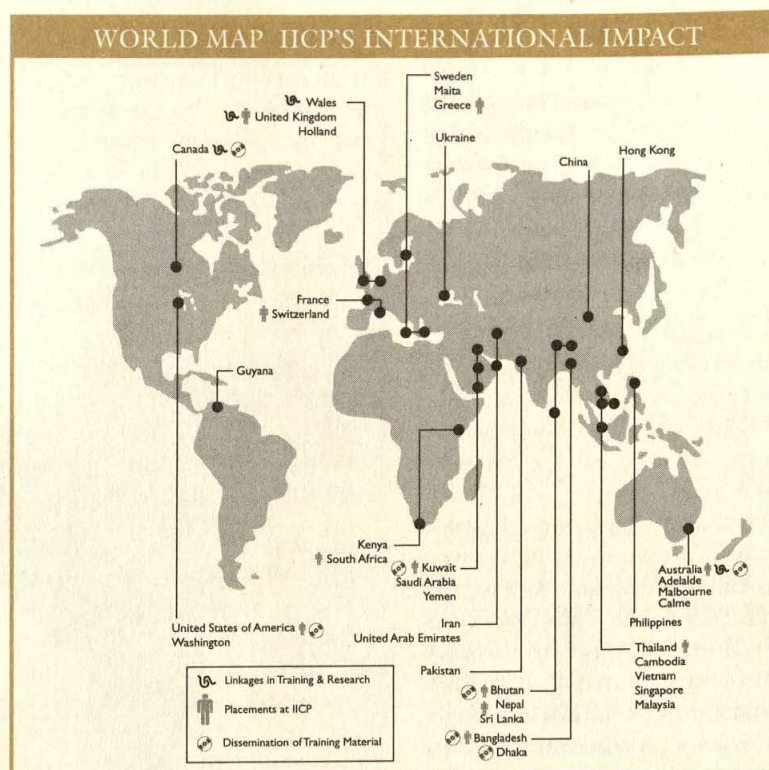 WORLD MAP IICP'S INTERNATIONAL IMPACT
Sweden
Maita
Greece
Wales
United Kingdom
Holland
Ukraine
Canada
China
Hong Kong
France
Switzerland
Guyana
Kenya
South Africa
Kuwait
Saudi Arabia
Yemen
Australia
Adelalde
Malbourne
Calme
Iran
United Arab Emirates
Philippines
United States of America
Washington
Thailand
Cambodia
Vietnam
Singapore
Malaysia
Pakistan
Bhutan
Nepal
Sri Lanka
Bangladesh
Dhaka
Linkages in Training & Research
Placements at IICP
Dissemination of Training Material